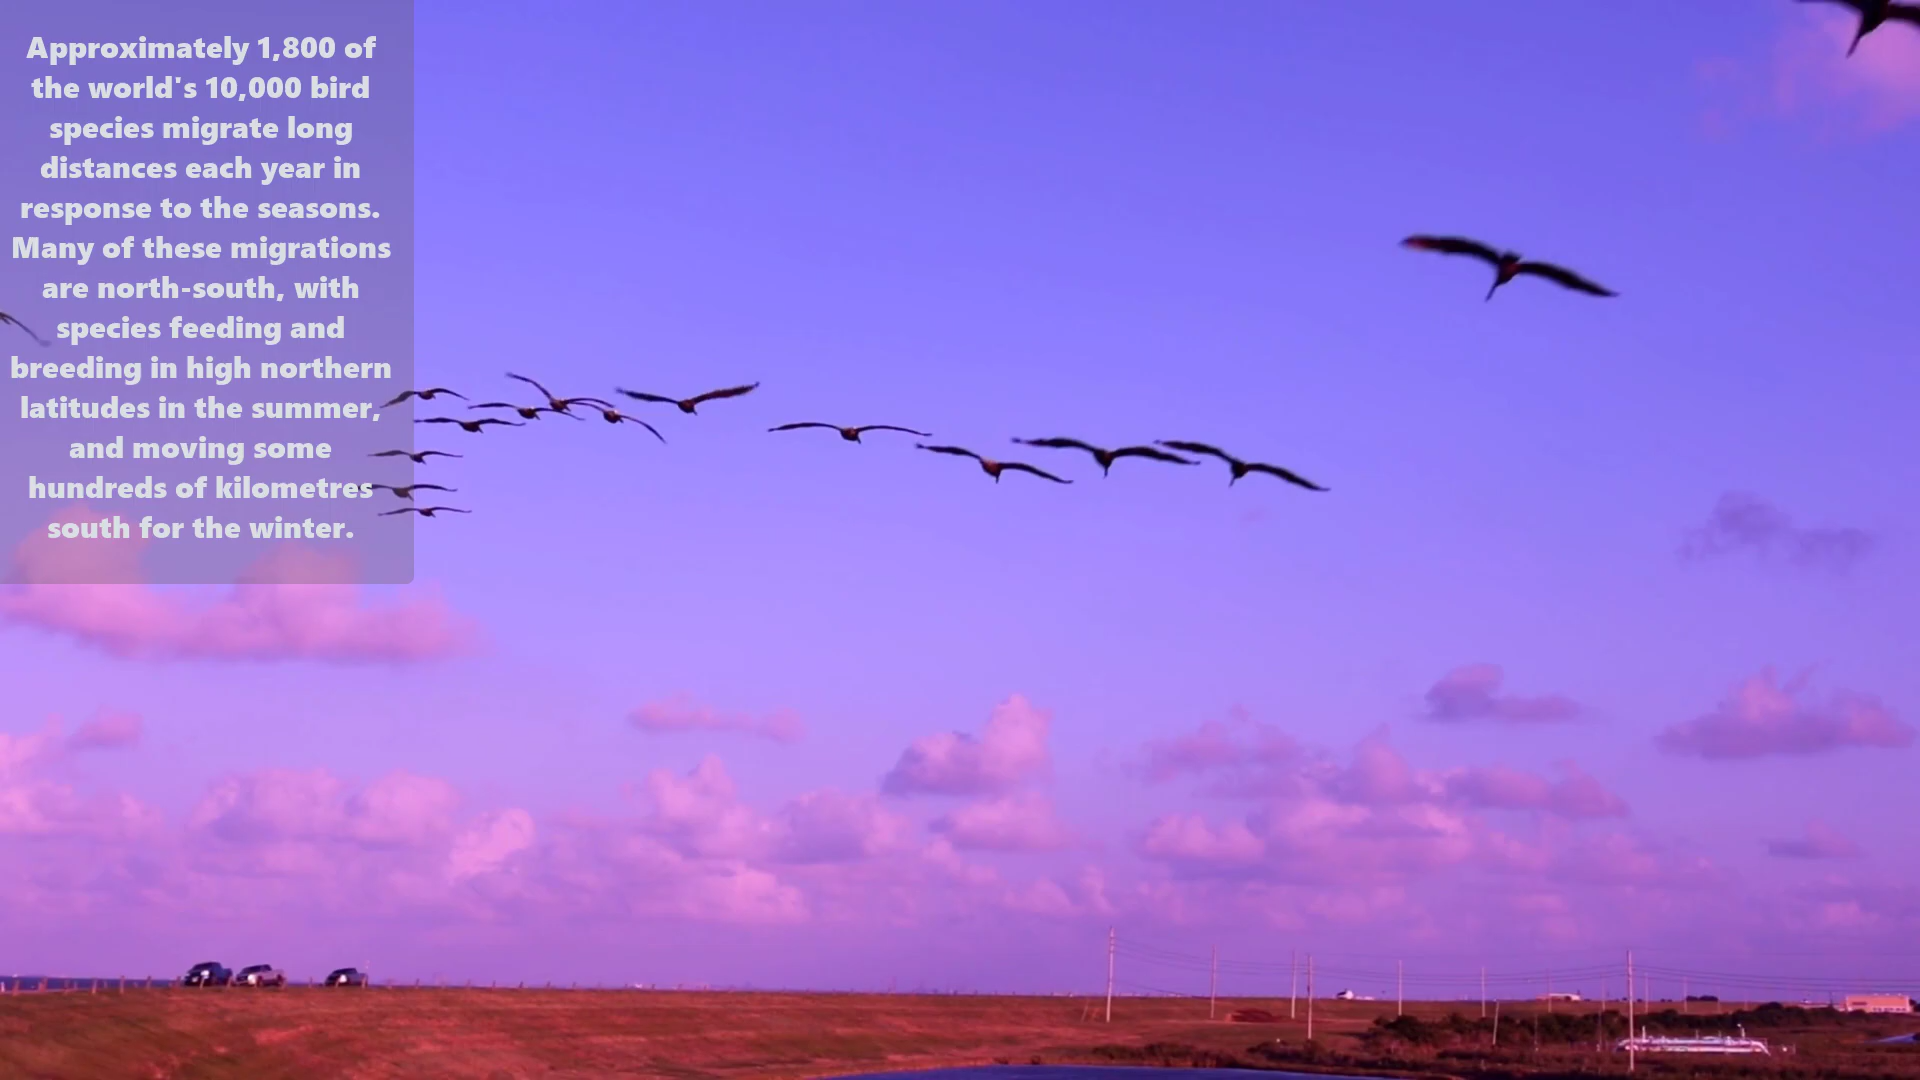 Approximately 1,800 of
the world's 10,000 bird
species migrate long
distances each year in
response to the seasons.
Many of these migrations
are north-south, with
species feeding and
breeding in high northern
latitudes in the summer,
and moving some
hundreds of kilometres
south for the winter.